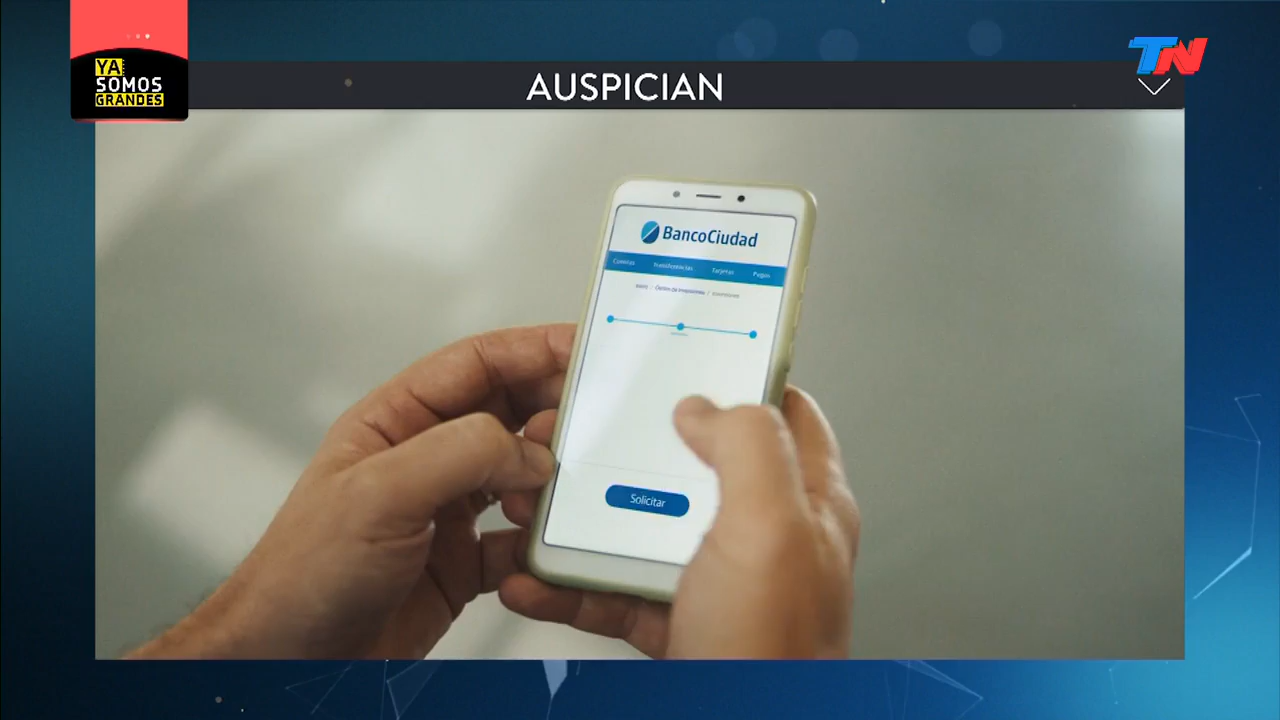 YA
SOMOS
GRANDES
AUSPICIAN
TN
BancoCiudad
Cuentas Transferencias Tarjetas Pagos
Solicitar